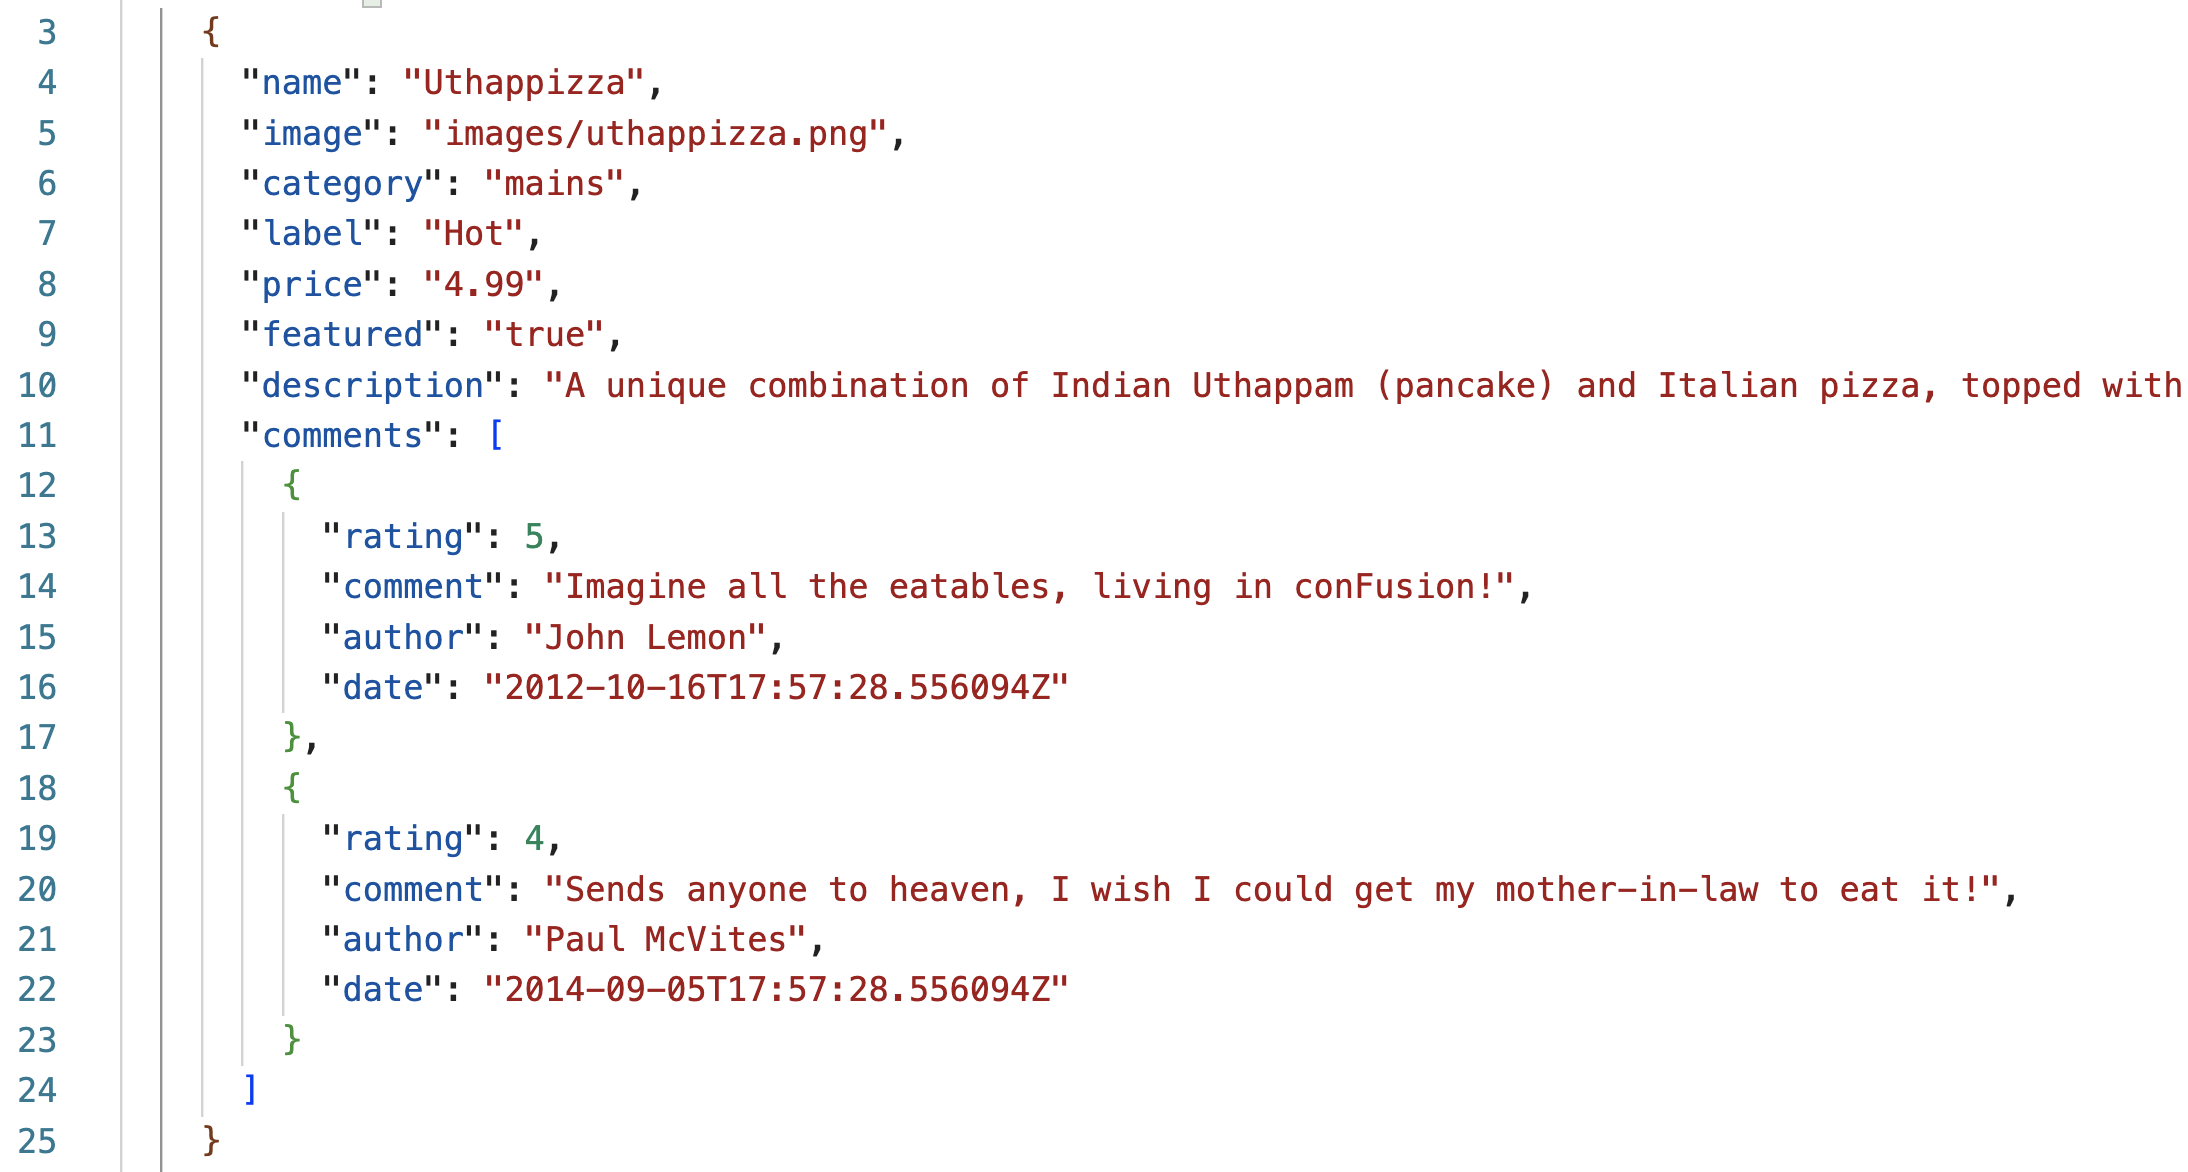 3 {
4 "name": "Uthappizza",
5 "image": "images/uthappizza.png",
6 "category": "mains",
7 "label": "Hot",
8 "price": "4.99",
9 "featured": "true",
10 "description": "A unique combination of Indian Uthappam (pancake) and Italian pizza, topped with
11 "comments": [
12 {
13 "rating": 5,
14 "comment": "Imagine all the eatables, living in conFusion!",
15 "author": "John Lemon",
16 "date": "2012-10-16T17:57:28.556094Z"
17 },
18 {
19 "rating": 4,
20 "comment": "Sends anyone to heaven, I wish I could get my mother-in-law to eat it!",
21 "author": "Paul McVites",
22 "date": "2014-09-05T17:57:28.556094Z"
23 }
24 ]
25 }